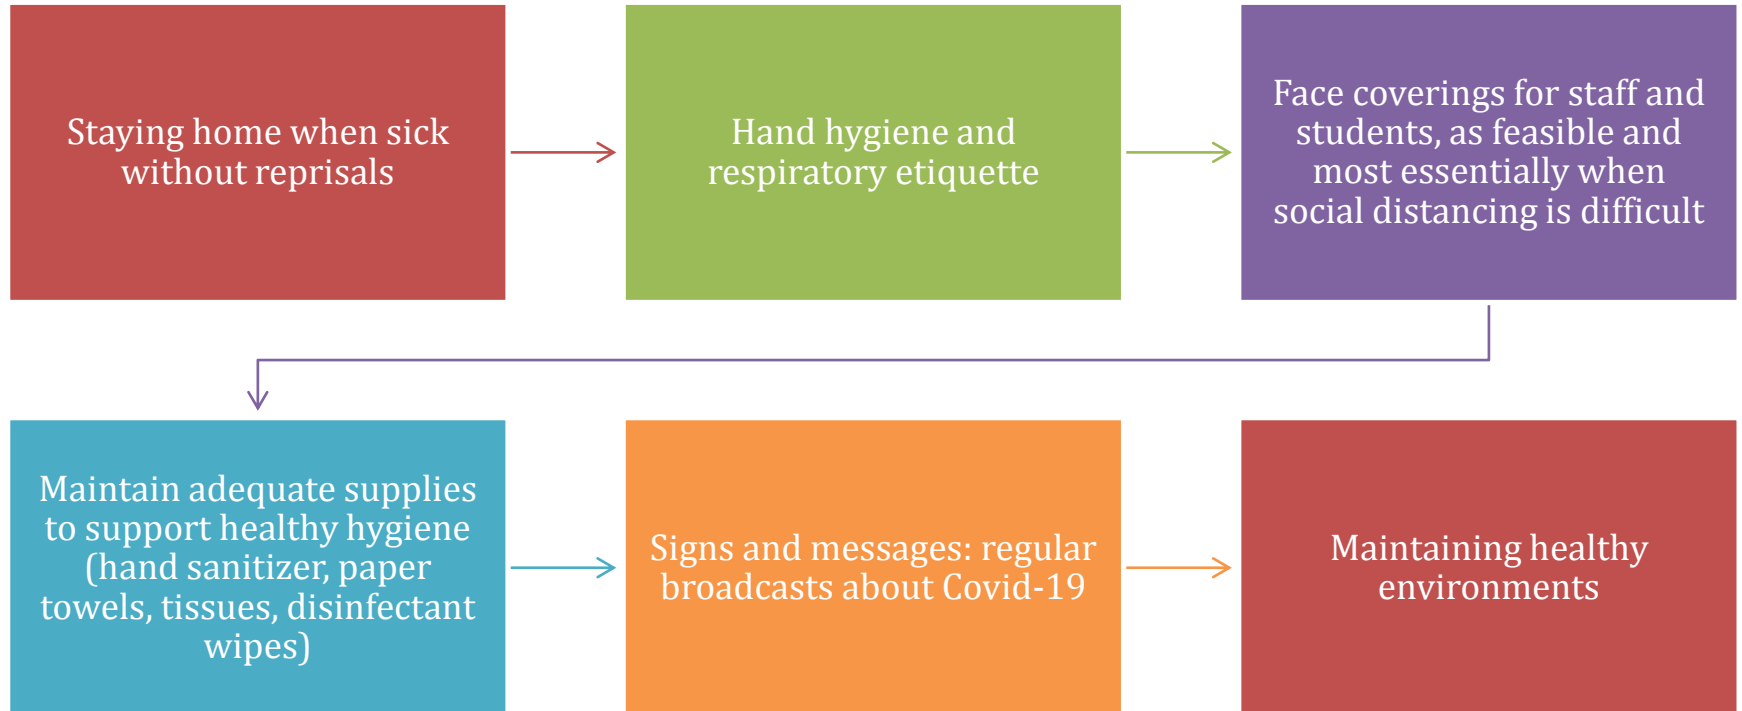 Staying home when sick
without reprisals
Hand hygiene and
respiratory etiquette
Face coverings for staff and
students, as feasible and
most essentially when
social distancing is difficult
Maintain adequate supplies
to support healthy hygiene
(hand sanitizer, paper
towels, tissues, disinfectant
wipes)
Signs and messages: regular
broadcasts about Covid-19
Maintaining healthy
environments